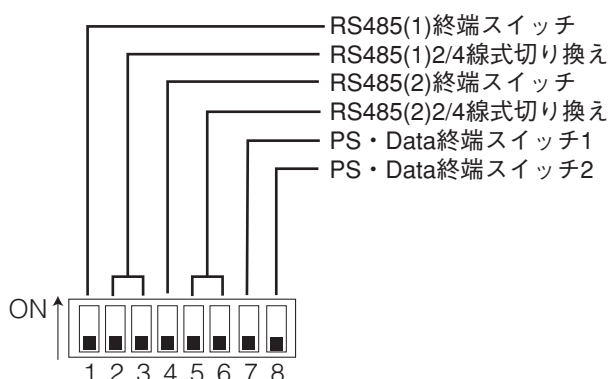 RS485(1)終端スイッチ
RS485(1)2/4線式切り換え
RS485(2)終端スイッチ
RS485(2)2/4線式切り換え
PS・Data終端スイッチ1
PS・Data終端スイッチ2
ON
1 2 3 4 5 6 7 8